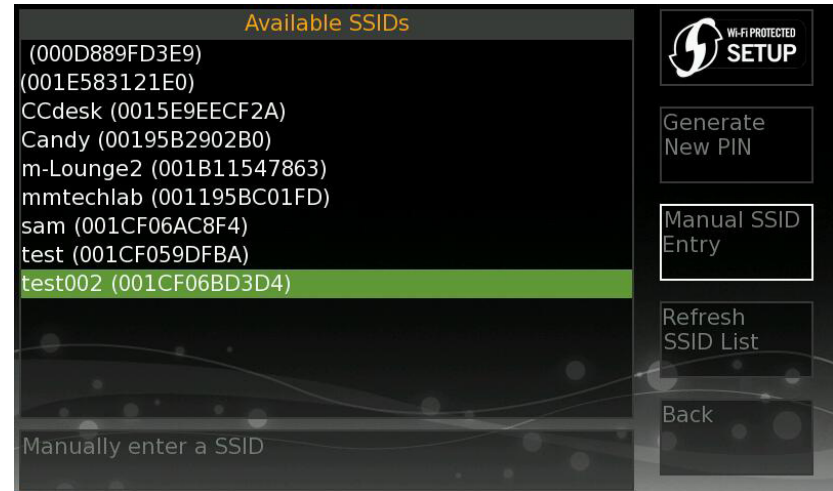 Available SSIDs
(000D889FD3E9)
(001E583121E0)
CCdesk (0015E9EECF2A)
Candy (00195B2902B0)
m-Lounge2 (001B11547863)
mmtechlab (001195BC01FD)
sam (001CF06AC8F4)
test (001CF059DFBA)
test002 (001CF06BD3D4)
Manually enter a SSID
Wi-Fi PROTECTED
SETUP
Generate
New PIN
Manual SSID
Entry
Refresh
SSID List
Back